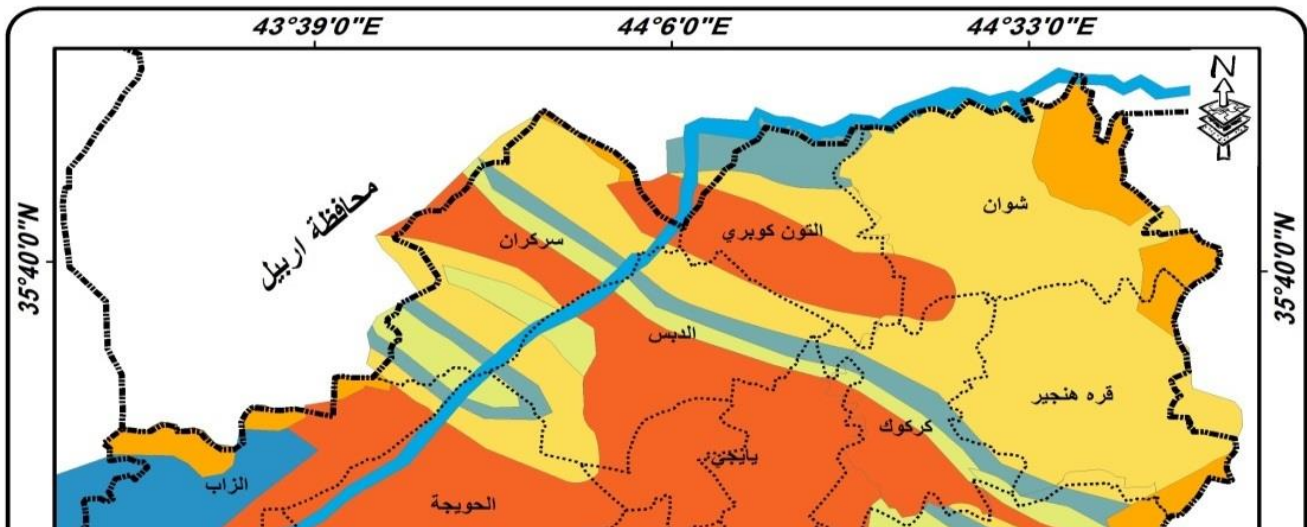 43°39'0"E
44°6'0"E
44°33'0"E
N
شوان
محافظة اربيل
التون كوبري
سركران
35°40'0"N
35°40'0"N
الدبس
قره هنجير
كركوك
يايجي
الزاب
الحويجة